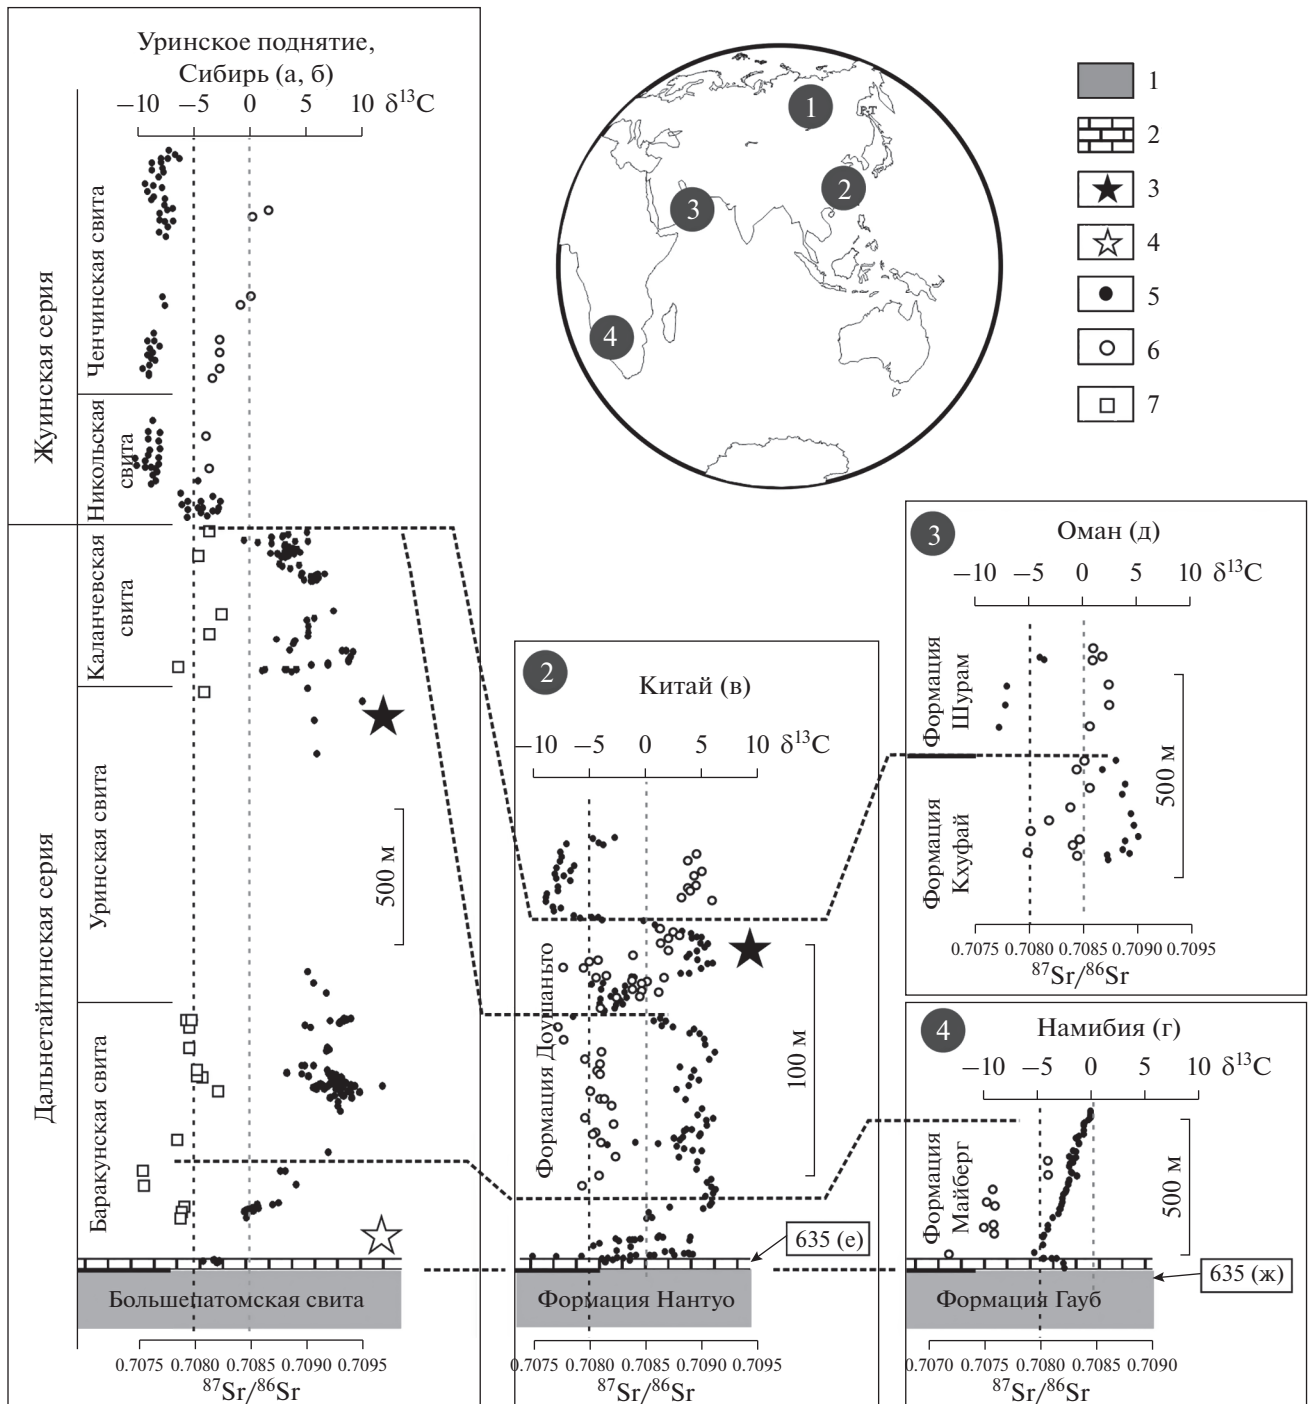 Уринское поднятие,
Сибирь (а, б)
−10 −5 0 5 10 δ¹³C
Жуинская серия
Дальнетайгинская серия
Ченчинская свита
Никольская
свита
Каланчевская
свита
Уринская свита
Баракунская свита
500 м
Большепатомская свита
0.7075 0.7080 0.7085 0.7090 0.7095
⁸⁷Sr/⁸⁶Sr
1
2
3
4
1
2
3
4
5
6
7
2
Китай (в)
−10 −5 0 5 10 δ¹³C
Формация Доушаньто
100 м
635 (е)
Формация Нантуо
0.7075 0.7080 0.7085 0.7090 0.7095
⁸⁷Sr/⁸⁶Sr
3
Оман (д)
−10 −5 0 5 10 δ¹³C
Формация
Шурам
Формация
Кхуфай
500 м
0.7075 0.7080 0.7085 0.7090 0.7095
⁸⁷Sr/⁸⁶Sr
4
Намибия (г)
−10 −5 0 5 10 δ¹³C
Формация
Майберг
500 м
635 (ж)
Формация Гауб
0.7070 0.7075 0.7080 0.7085 0.7090
⁸⁷Sr/⁸⁶Sr